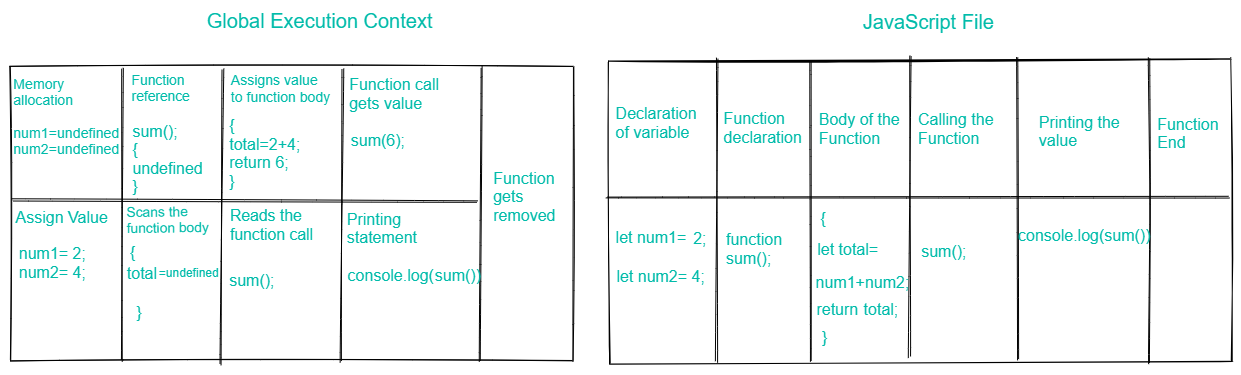 Global Execution Context
Memory
allocation
num1=undefined
num2=undefined
Function
reference
sum();
{
undefined
}
Assigns value
to function body
{
total=2+4;
return 6;
}
Function call
gets value
sum(6);
Function
gets
removed
Assign Value
num1= 2;
num2= 4;
Scans the
function body
{
total=undefined
}
Reads the
function call
sum();
Printing
statement
console.log(sum())
JavaScript File
Declaration
of variable
Function
declaration
Body of the
Function
Calling the
Function
Printing the
value
Function
End
let num1= 2;
let num2= 4;
function
sum();
{
let total=
num1+num2;
return total;
}
sum();
console.log(sum())